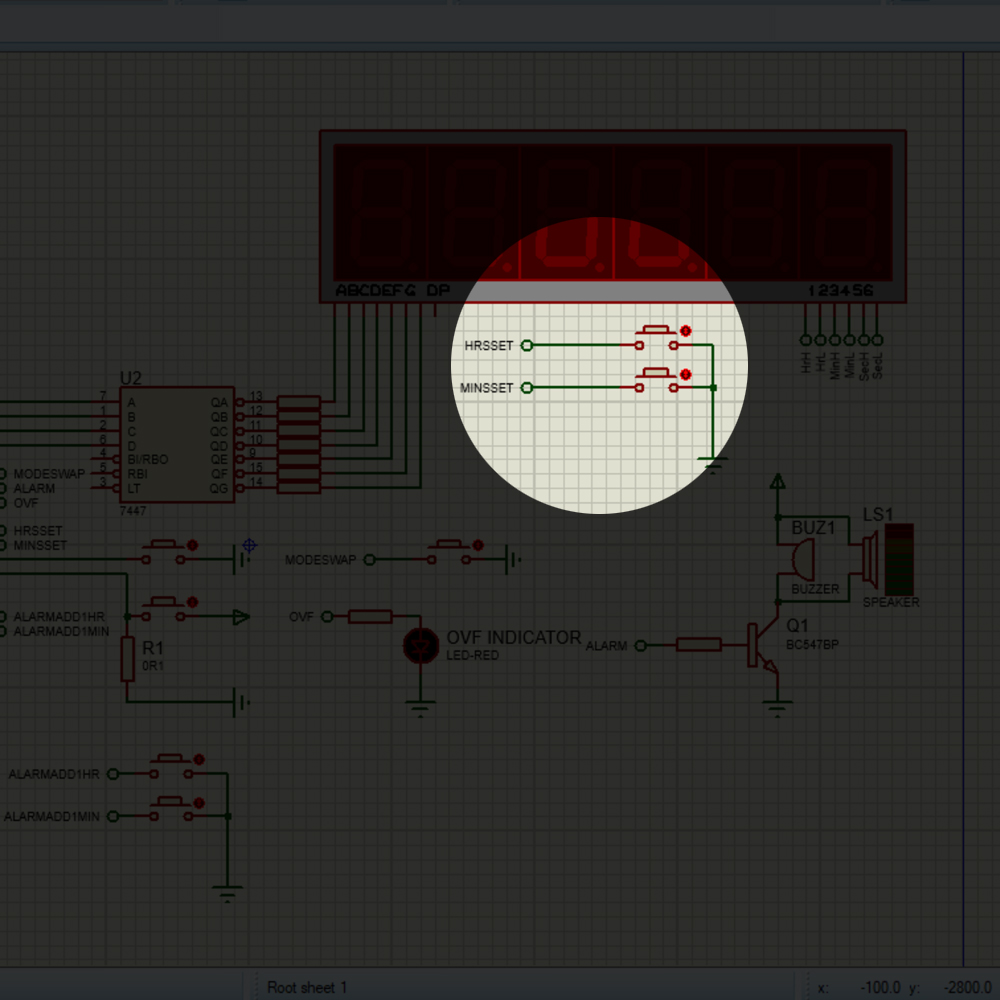 ABCDEFG DP
123456
HrH
HrL
MinH
MinL
SecH
SecL
HRSSET
MINSSET
U2
7 A QA 13
1 B QB 12
2 C QC 11
6 D QD 10
4 BI/RBO QE 9
5 RBI QF 15
3 LT QG 14
7447
MODESWAP
ALARM
OVF
HRSSET
MINSSET
MODESWAP
ALARMADD1HR
ALARMADD1MIN
R1
0R1
OVF
OVF INDICATOR
LED-RED
ALARM
Q1
BC547BP
BUZ1
BUZZER
LS1
SPEAKER
ALARMADD1HR
ALARMADD1MIN
Root sheet 1
x: -100.0 y: -2800.0